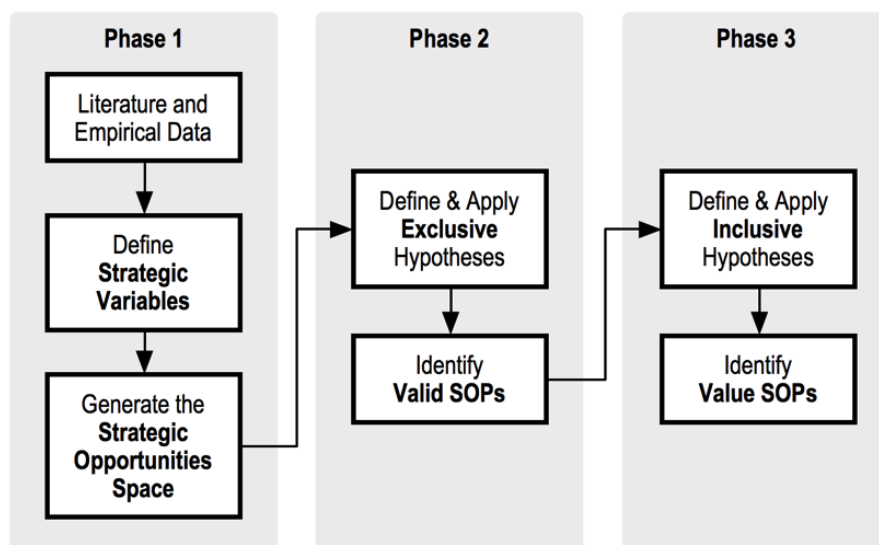 Phase 1
Literature and
Empirical Data
Define
Strategic
Variables
Generate the
Strategic
Opportunities
Space
Phase 2
Define & Apply
Exclusive
Hypotheses
Identify
Valid SOPs
Phase 3
Define & Apply
Inclusive
Hypotheses
Identify
Value SOPs